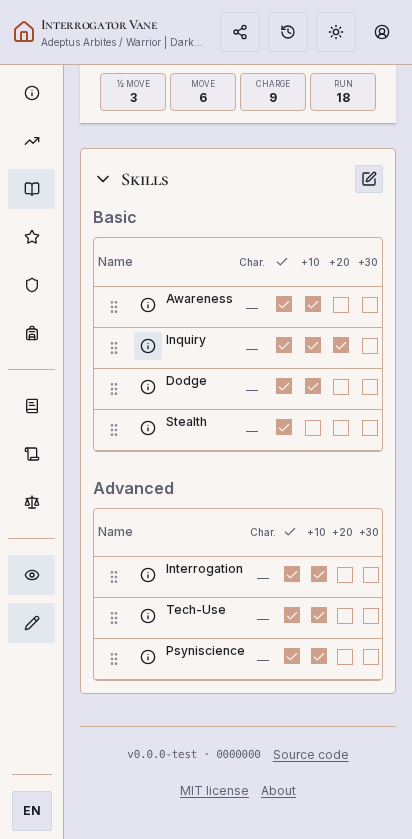 Interrogator Vane
Adeptus Arbites / Warrior | Dark...
½ MOVE MOVE CHARGE RUN
3 6 9 18
Skills
Basic
Name Char. +10 +20 +30
Awareness —
Inquiry —
Dodge —
Stealth —
Advanced
Name Char. +10 +20 +30
Interrogation —
Tech-Use —
Psyniscience —
v0.0.0-test · 0000000 Source code
MIT license About
EN